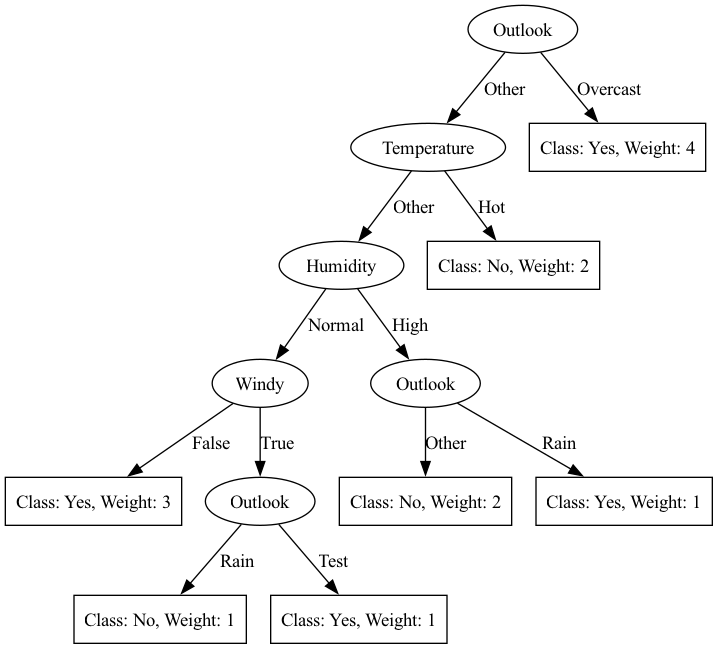 Outlook
Other
Overcast
Temperature
Class: Yes, Weight: 4
Other
Hot
Humidity
Class: No, Weight: 2
Normal
High
Windy
Outlook
False
True
Other
Rain
Class: Yes, Weight: 3
Outlook
Class: No, Weight: 2
Class: Yes, Weight: 1
Rain
Test
Class: No, Weight: 1
Class: Yes, Weight: 1